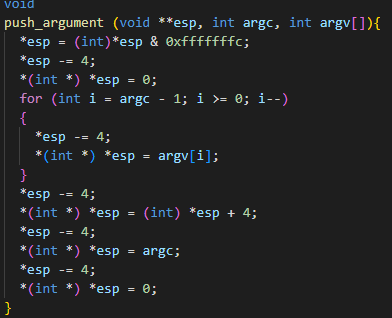 void
push_argument (void **esp, int argc, int argv[]){
  *esp = (int)*esp & 0xfffffffc;
  *esp -= 4;
  *(int *) *esp = 0;
  for (int i = argc - 1; i >= 0; i--)
  {
    *esp -= 4;
    *(int *) *esp = argv[i];
  }
  *esp -= 4;
  *(int *) *esp = (int) *esp + 4;
  *esp -= 4;
  *(int *) *esp = argc;
  *esp -= 4;
  *(int *) *esp = 0;
}